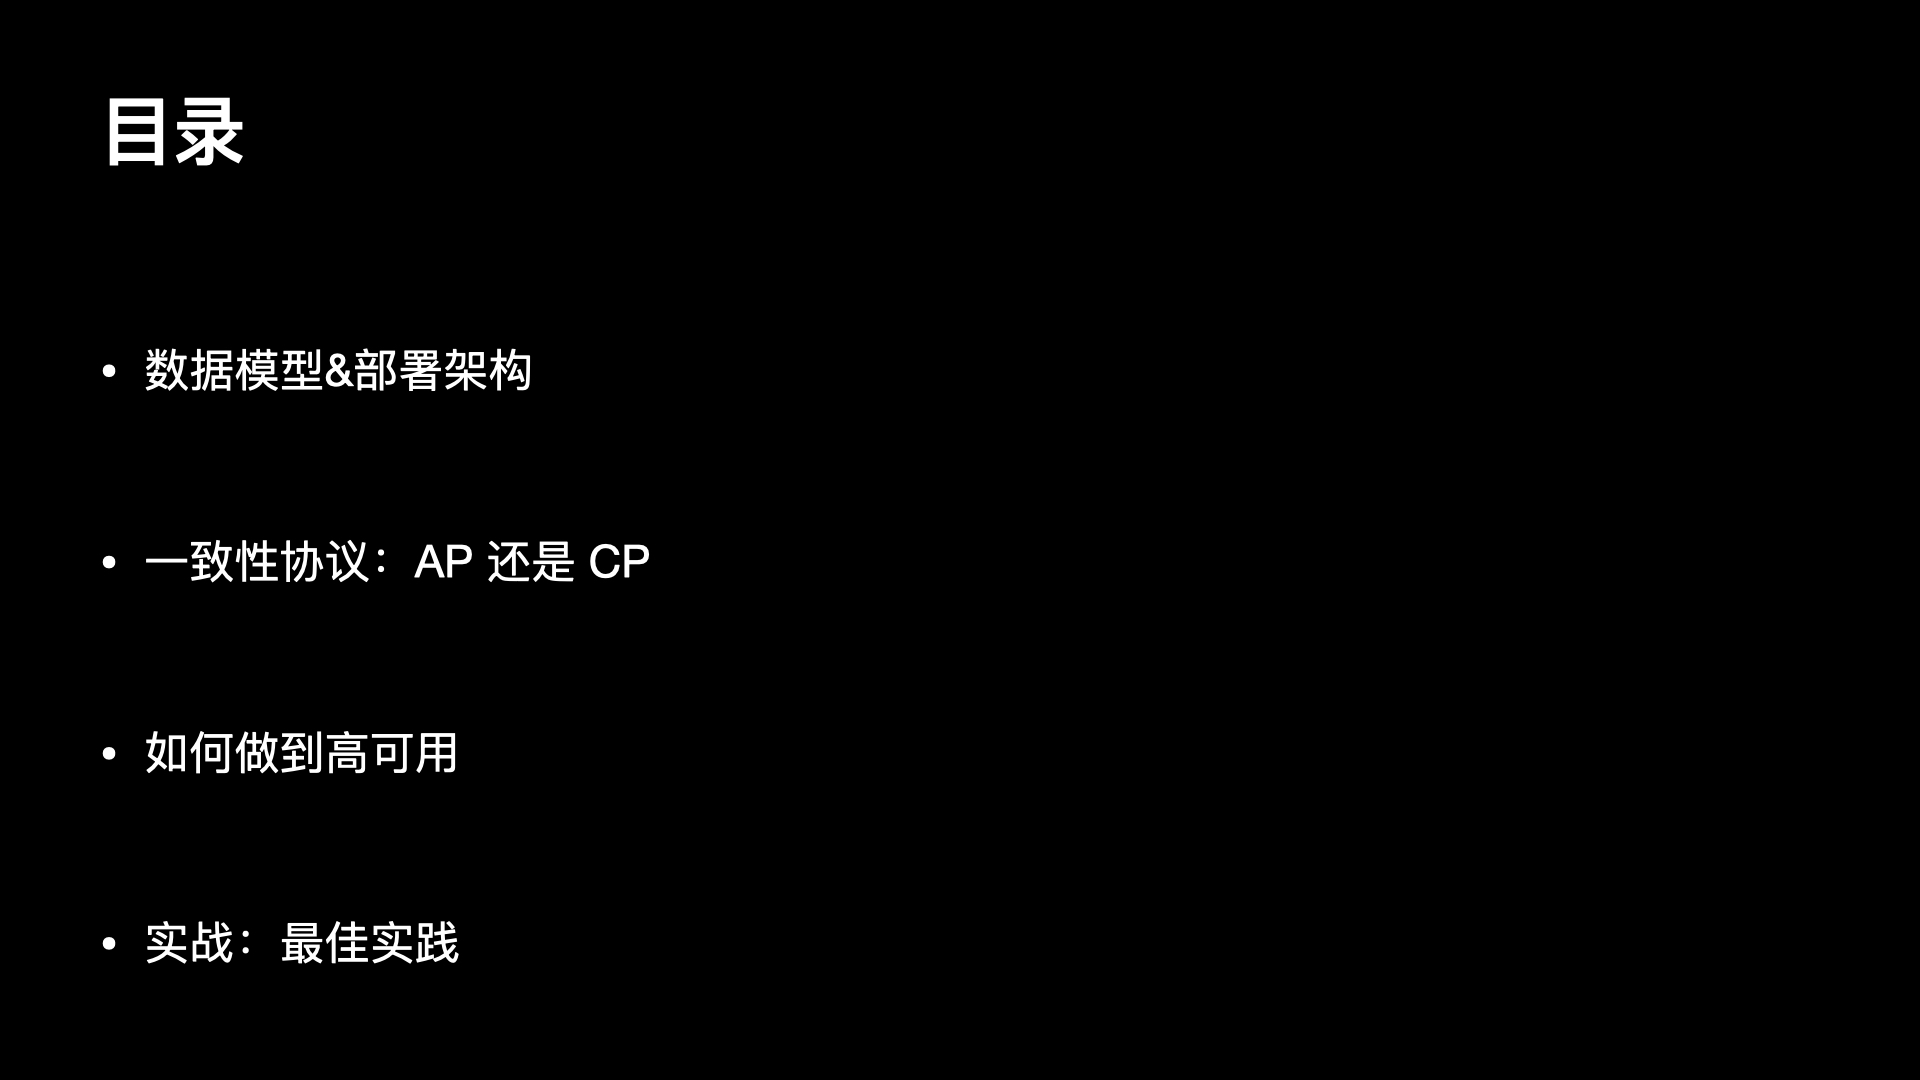 目录
• 数据模型&部署架构
• 一致性协议：AP 还是 CP
• 如何做到高可用
• 实战：最佳实践